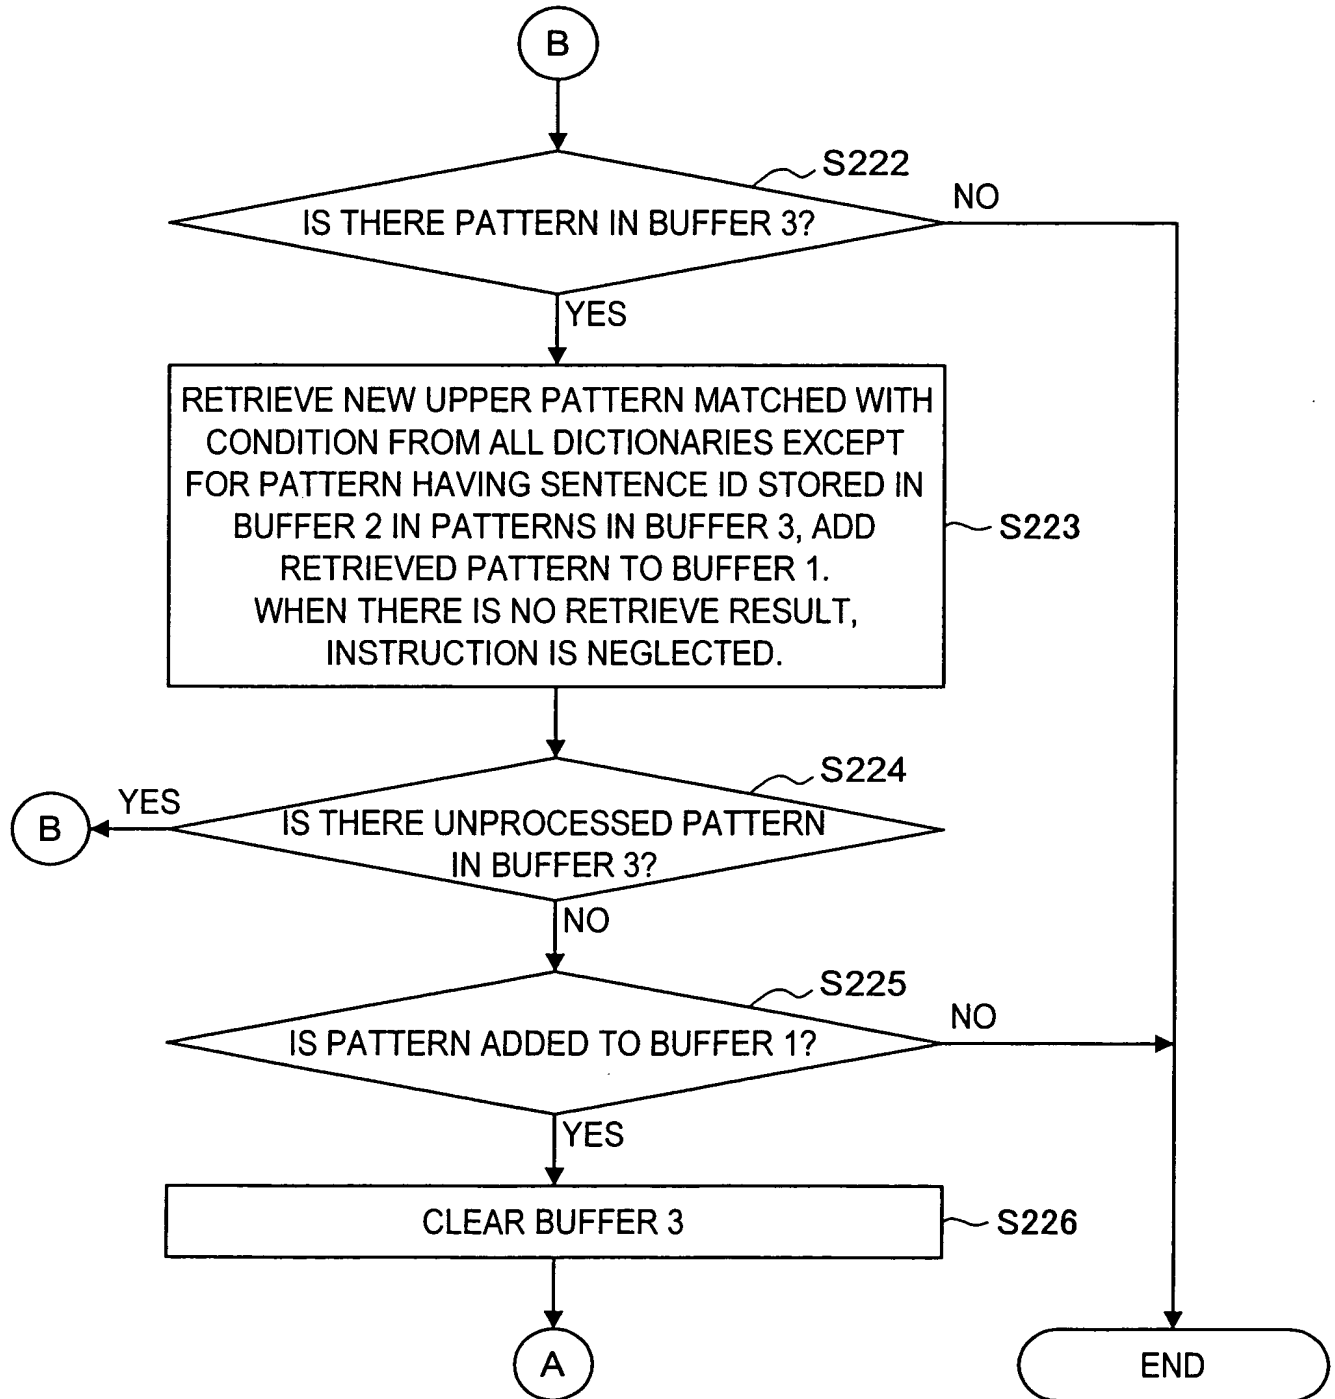 B
S222
NO
IS THERE PATTERN IN BUFFER 3?
YES
RETRIEVE NEW UPPER PATTERN MATCHED WITH
CONDITION FROM ALL DICTIONARIES EXCEPT
FOR PATTERN HAVING SENTENCE ID STORED IN
BUFFER 2 IN PATTERNS IN BUFFER 3, ADD
RETRIEVED PATTERN TO BUFFER 1.
WHEN THERE IS NO RETRIEVE RESULT,
INSTRUCTION IS NEGLECTED.
S223
S224
YES
B
IS THERE UNPROCESSED PATTERN
IN BUFFER 3?
NO
S225
NO
IS PATTERN ADDED TO BUFFER 1?
YES
CLEAR BUFFER 3
S226
A
END